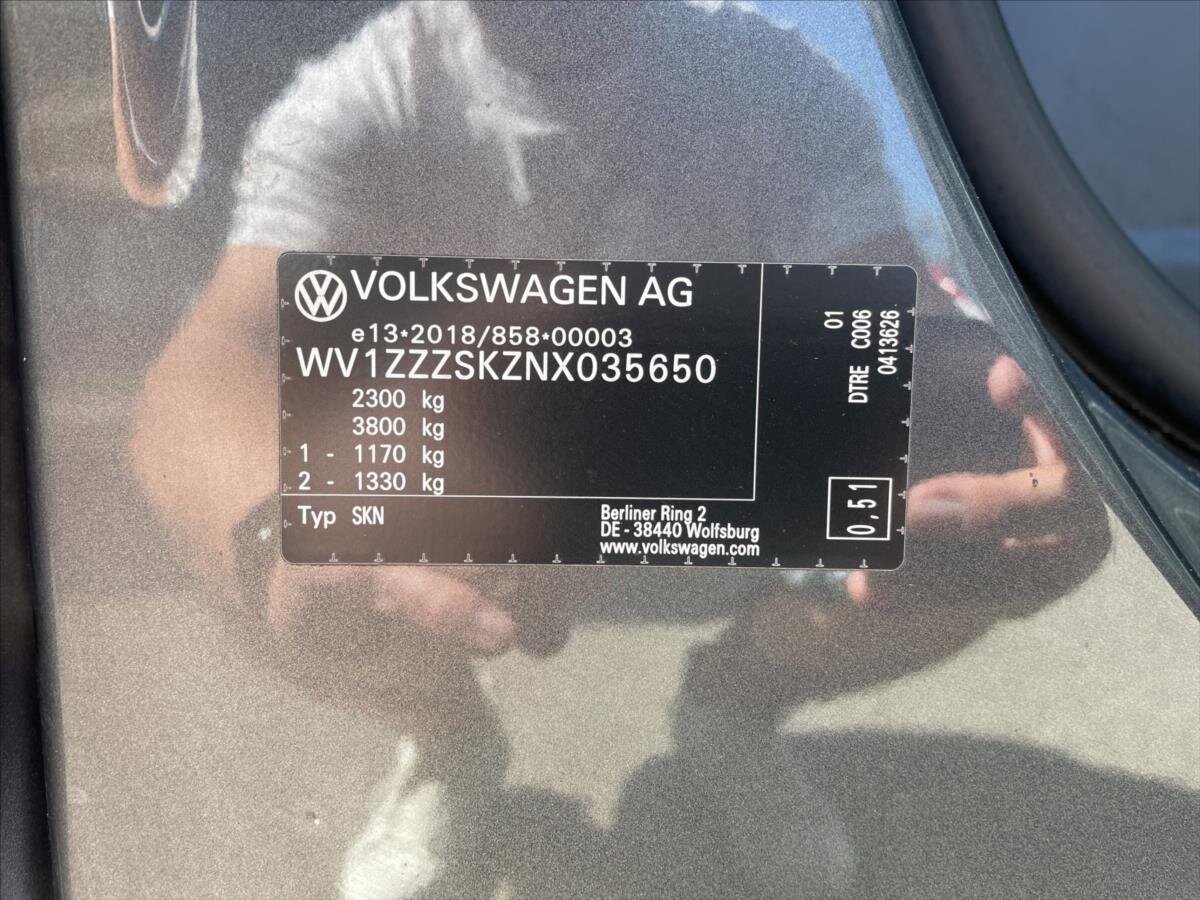 VOLKSWAGEN AG
e13*2018/858*00003
WV1ZZZSKZNX035650
2300 kg
3800 kg
1 - 1170 kg
2 - 1330 kg
Typ SKN
Berliner Ring 2
DE - 38440 Wolfsburg
www.volkswagen.com
01
DTRE C006
0413626
0,51